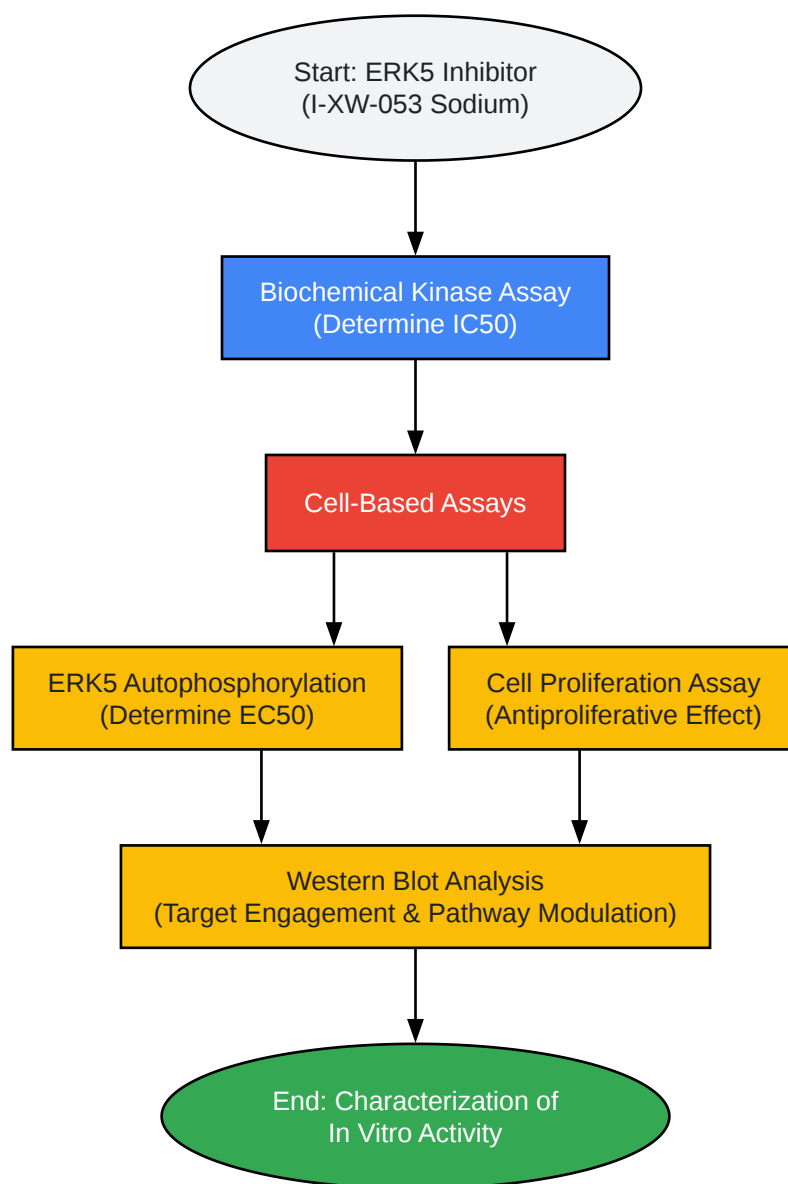 Start: ERK5 Inhibitor
(I-XW-053 Sodium)
Biochemical Kinase Assay
(Determine IC50)
Cell-Based Assays
ERK5 Autophosphorylation
(Determine EC50)
Cell Proliferation Assay
(Antiproliferative Effect)
Western Blot Analysis
(Target Engagement & Pathway Modulation)
End: Characterization of
In Vitro Activity